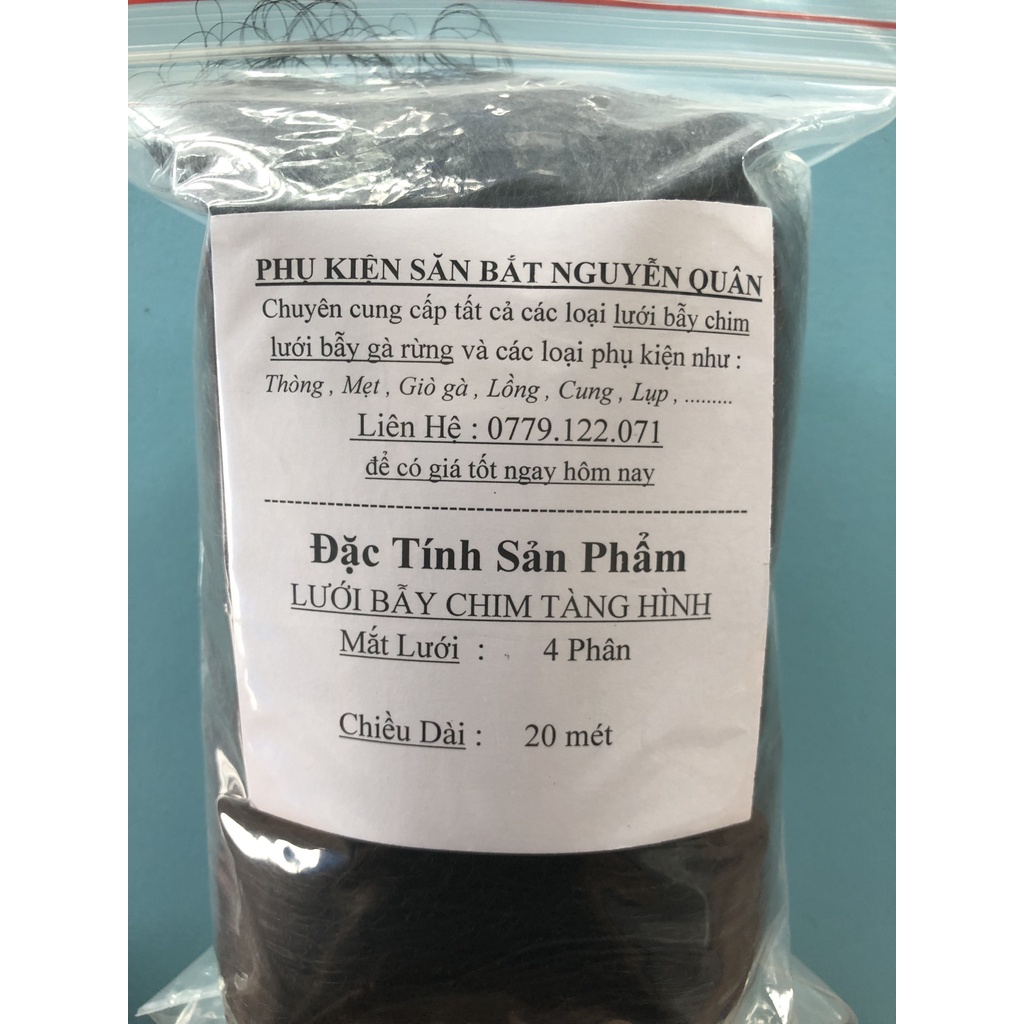 PHỤ KIỆN SĂN BẮT NGUYỄN QUÂN
Chuyên cung cấp tất cả các loại lưới bẫy chim
lưới bẫy gà rừng và các loại phụ kiện như :
Thòng , Mẹt , Giò gà , Lồng , Cung , Lụp , .........
Liên Hệ : 0779.122.071
để có giá tốt ngay hôm nay
Đặc Tính Sản Phẩm
LƯỚI BẪY CHIM TÀNG HÌNH
Mắt Lưới : 4 Phân
Chiều Dài : 20 mét